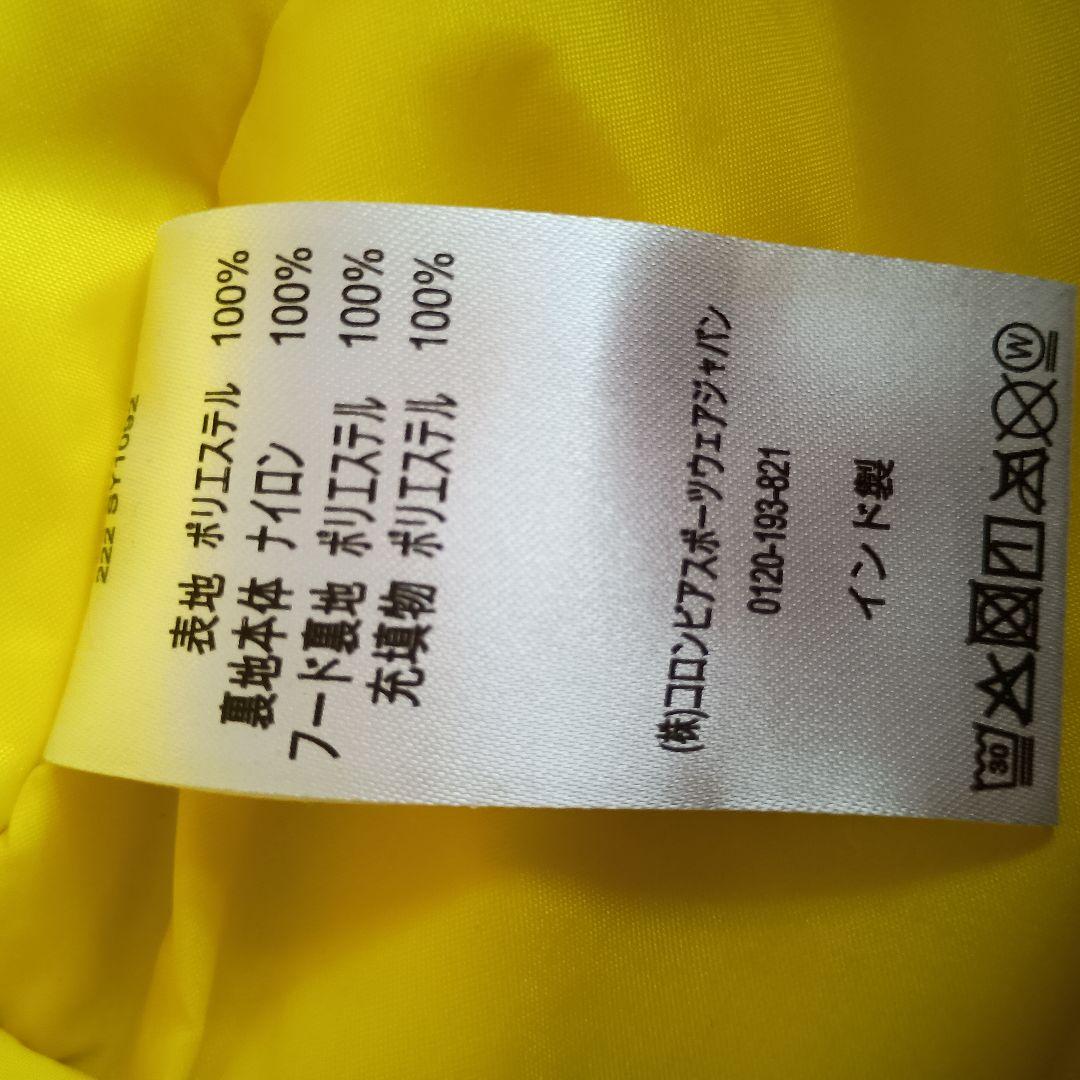 表地 ポリエステル 100%
裏地本体 ナイロン 100%
フード裏地 ポリエステル 100%
充填物 ポリエステル 100%
(株)コロンビアスポーツウェアジャパン
0120-193-821
インド製
30
W